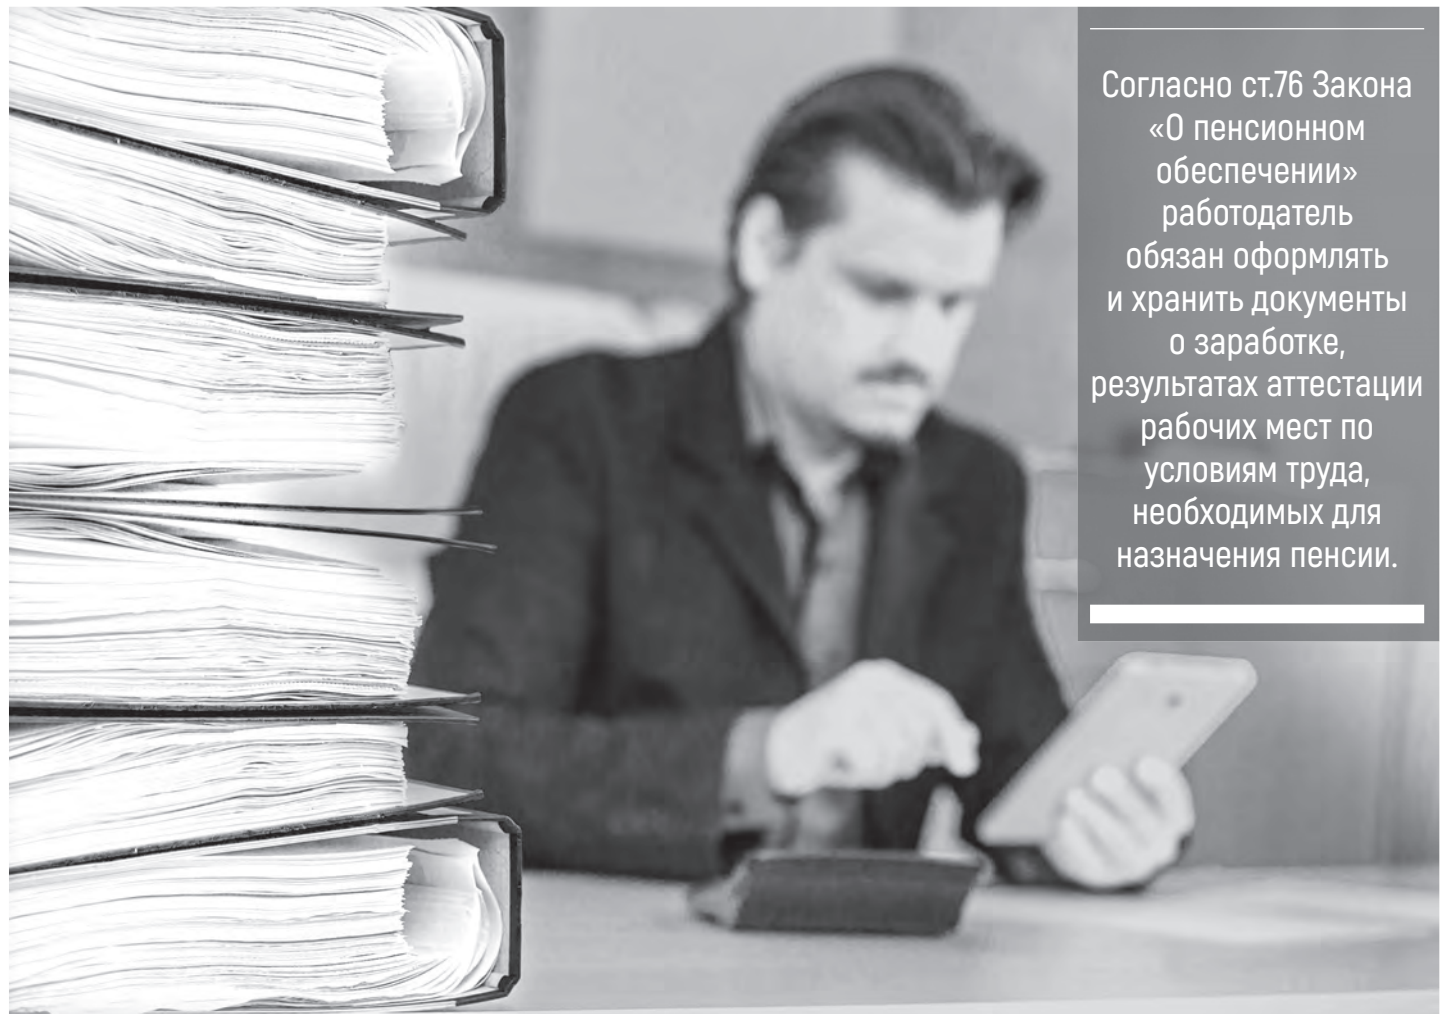 Согласно ст.76 Закона
«О пенсионном
обеспечении»
работодатель
обязан оформлять
и хранить документы
о заработке,
результатах аттестации
рабочих мест по
условиям труда,
необходимых для
назначения пенсии.